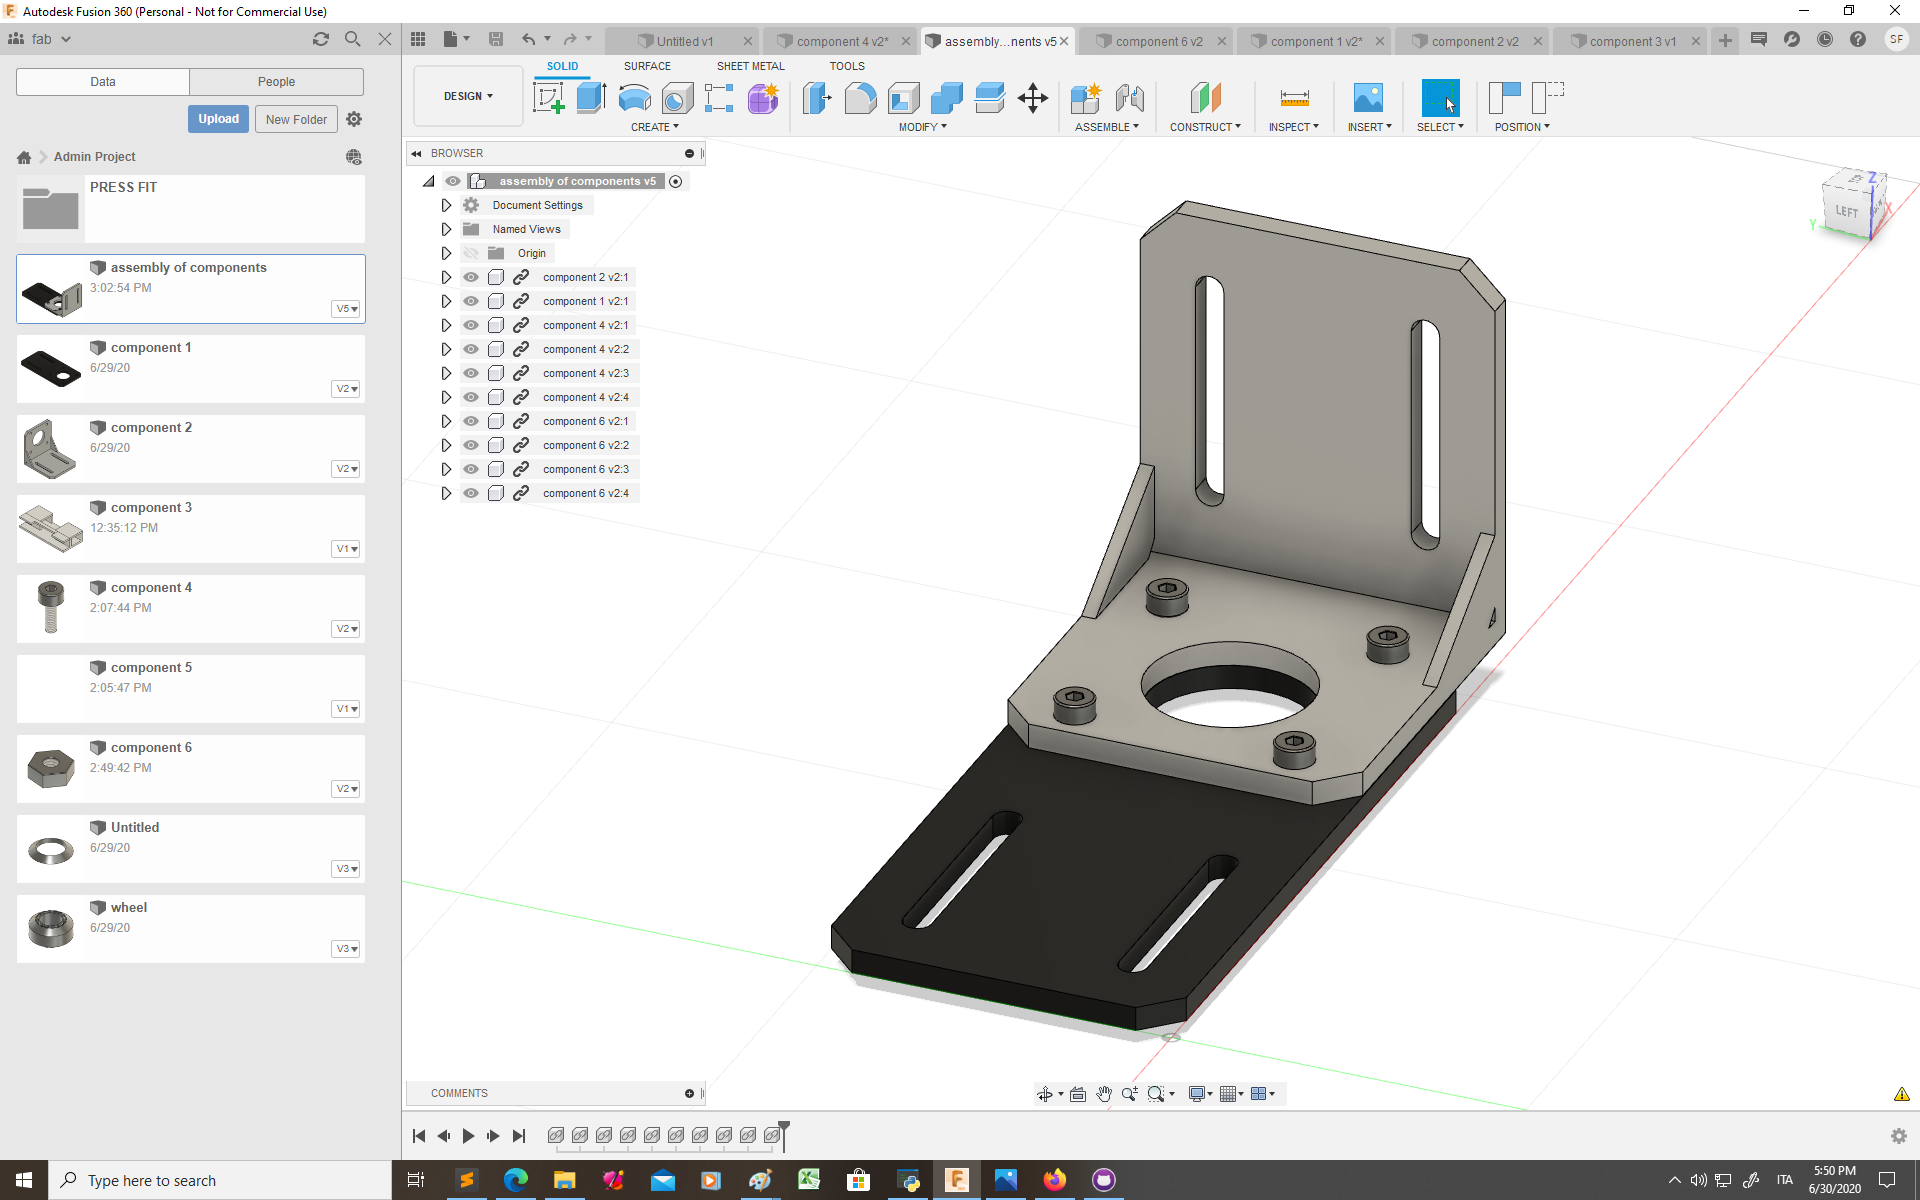 Autodesk Fusion 360 (Personal - Not for Commercial Use)
fab
Untitled v1
component 4 v2*
assembly...nents v5
component 6 v2
component 1 v2*
component 2 v2
component 3 v1
SF
Data
People
Upload
New Folder
Admin Project
PRESS FIT
assembly of components
3:02:54 PM
V5
component 1
6/29/20
V2
component 2
6/29/20
V2
component 3
12:35:12 PM
V1
component 4
2:07:44 PM
V2
component 5
2:05:47 PM
V1
component 6
2:49:42 PM
V2
Untitled
6/29/20
V3
wheel
6/29/20
V3
SOLID
SURFACE
SHEET METAL
TOOLS
DESIGN
CREATE
MODIFY
ASSEMBLE
CONSTRUCT
INSPECT
INSERT
SELECT
POSITION
BROWSER
assembly of components v5
Document Settings
Named Views
Origin
component 2 v2:1
component 1 v2:1
component 4 v2:1
component 4 v2:2
component 4 v2:3
component 4 v2:4
component 6 v2:1
component 6 v2:2
component 6 v2:3
component 6 v2:4
Z
LEFT
X
Y
COMMENTS
Type here to search
ITA
5:50 PM
6/30/2020